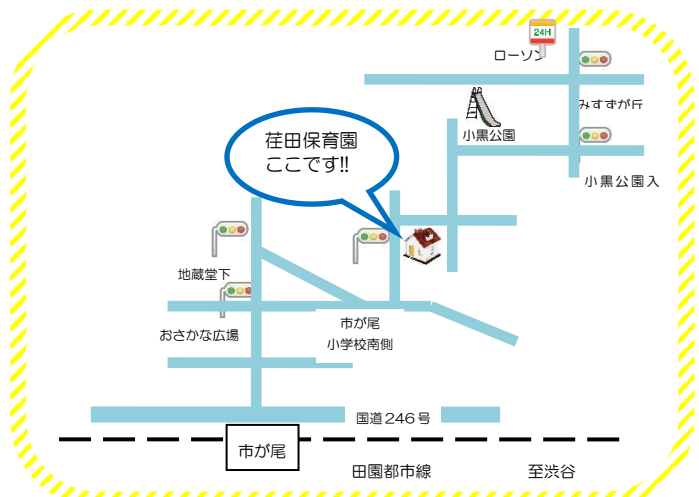 24H
ローソン
みすずが丘
小黒公園
荏田保育園
ここです!!
小黒公園入
地蔵堂下
おさかな広場
市が尾
小学校南側
国道246号
市が尾
田園都市線
至渋谷